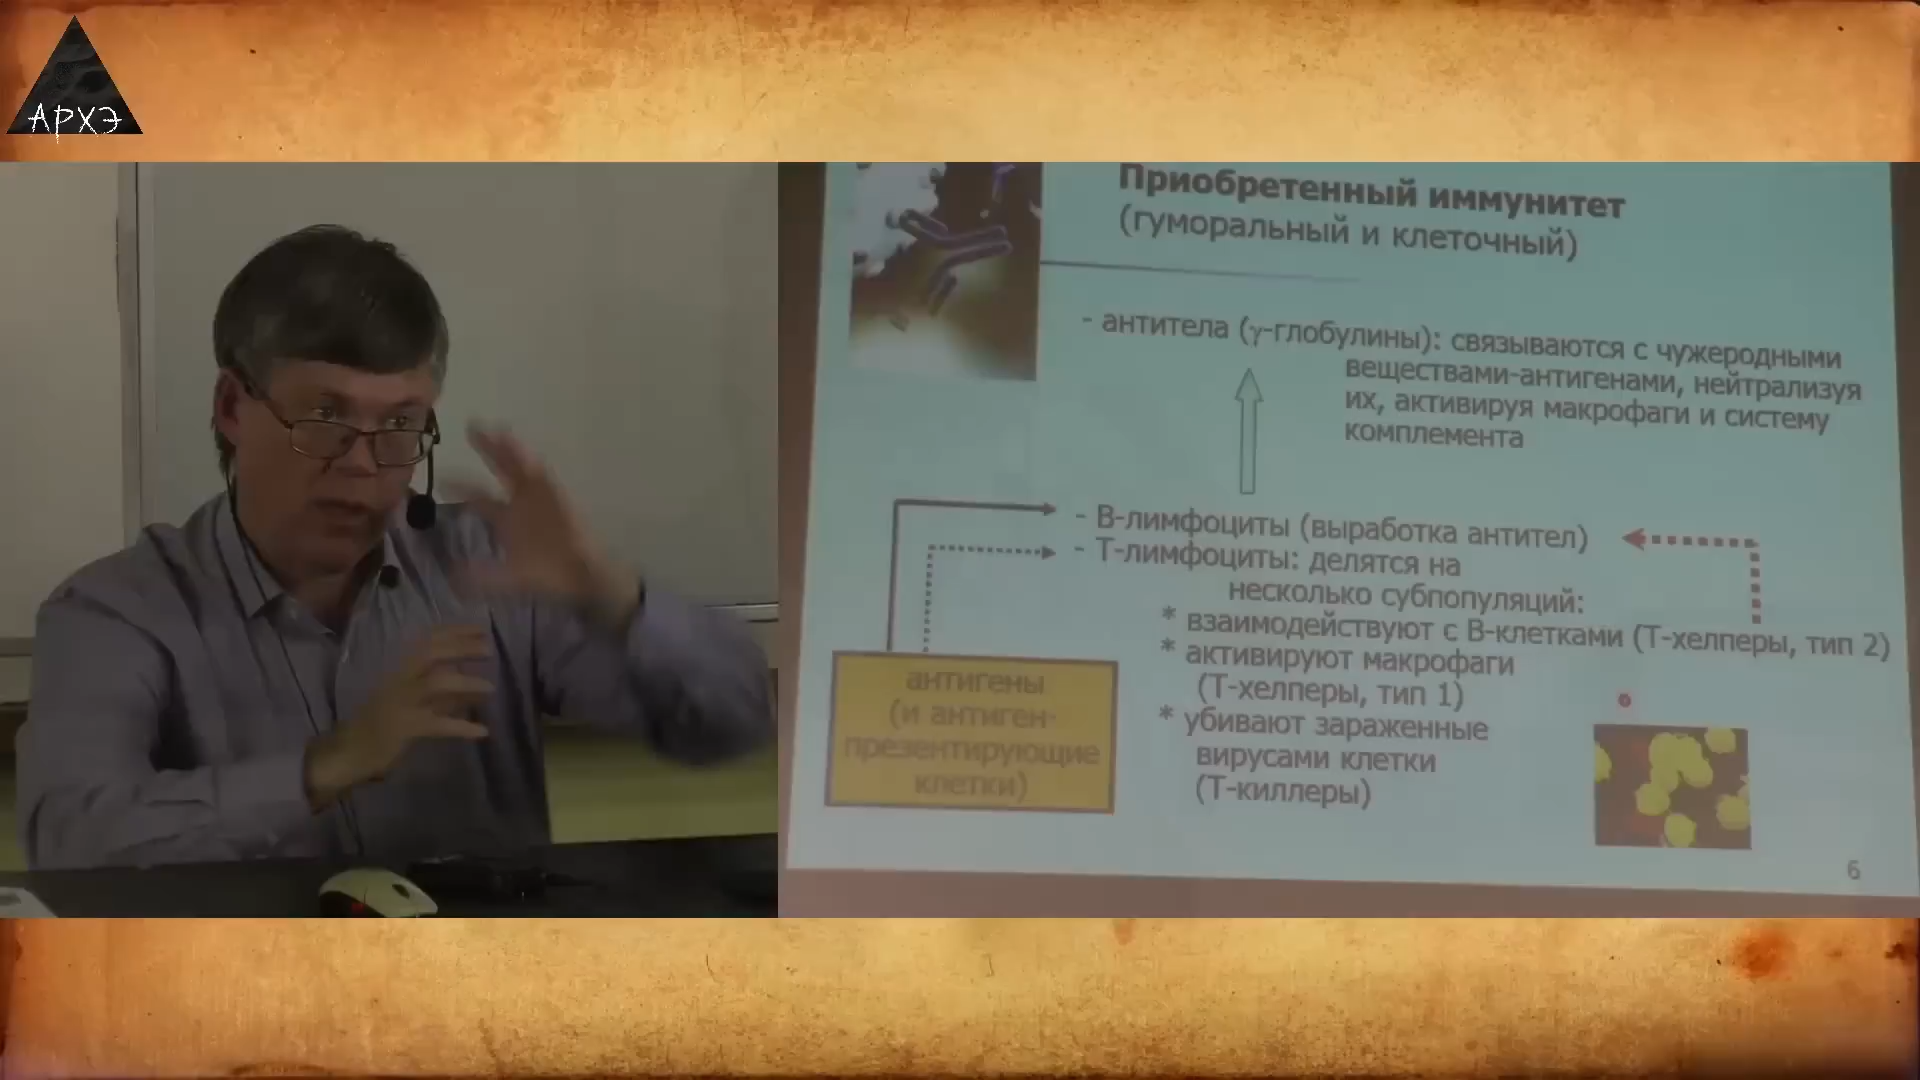 АРХЭ
Приобретенный иммунитет
(гуморальный и клеточный)
- антитела (γ-глобулины): связываются с чужеродными
веществами-антигенами, нейтрализуя
их, активируя макрофаги и систему
комплемента
- В-лимфоциты (выработка антител)
- Т-лимфоциты: делятся на
несколько субпопуляций:
* взаимодействуют с В-клетками (Т-хелперы, тип 2)
* активируют макрофаги
(Т-хелперы, тип 1)
* убивают зараженные
вирусами клетки
(Т-киллеры)
антигены
(и антиген-
презентирующие
клетки)
6